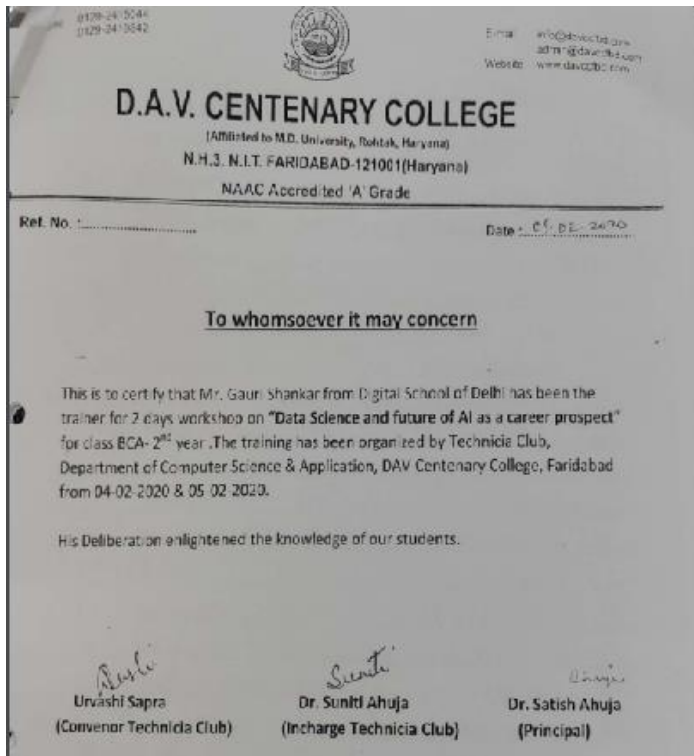 0129-2415044
E-mail
D.A.V. CENTENARY COLLEGE
(Affiliated to M.D. University, Rohtak, Haryana)
N.H.3. N.I.T. FARIDABAD-121001(Haryana)
NAAC Accredited 'A' Grade
Ref. No. :
Date : -2020
To whomsoever it may concern
This is to certify that Mr. Gauri Shankar from Digital School of Delhi has been the
trainer for 2 days workshop on "Data Science and future of AI as a career prospect"
for class BCA- 2nd year .The training has been organized by Technicia Club,
Department of Computer Science & Application, DAV Centenary College, Faridabad
from 04-02-2020 & 05-02-2020.
His Deliberation enlightened the knowledge of our students.
Suniti
Urvashi Sapra Dr. Suniti Ahuja Dr. Satish Ahuja
(Convenor Technicia Club) (Incharge Technicia Club) (Principal)